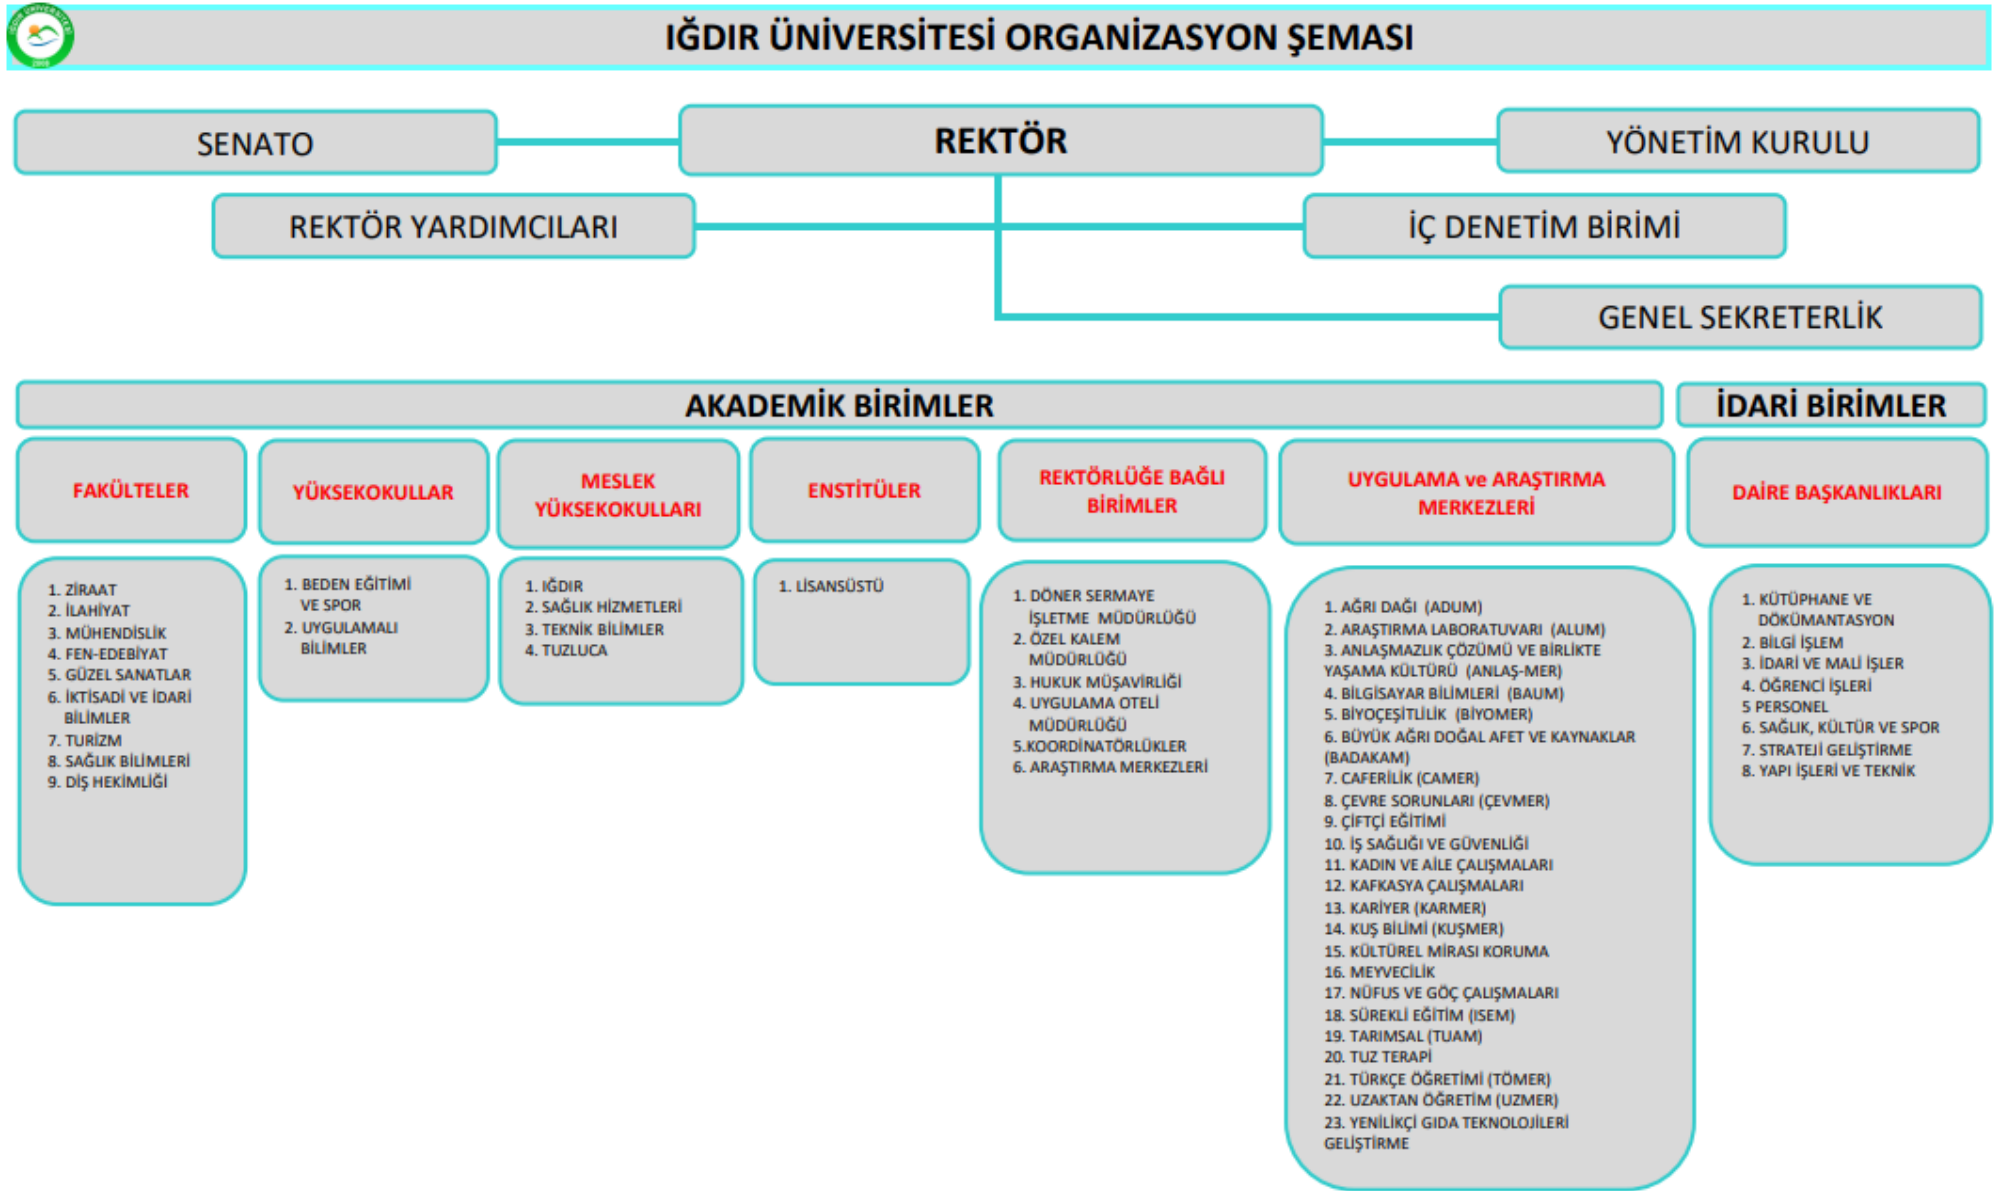 IĞDIR ÜNİVERSİTESİ
2008
IĞDIR ÜNİVERSİTESİ ORGANİZASYON ŞEMASI
SENATO
REKTÖR
YÖNETİM KURULU
REKTÖR YARDIMCILARI
İÇ DENETİM BİRİMİ
GENEL SEKRETERLİK
AKADEMİK BİRİMLER
İDARİ BİRİMLER
FAKÜLTELER
1. ZİRAAT
2. İLAHİYAT
3. MÜHENDİSLİK
4. FEN-EDEBİYAT
5. GÜZEL SANATLAR
6. İKTİSADİ VE İDARİ
BİLİMLER
7. TURİZM
8. SAĞLIK BİLİMLERİ
9. DİŞ HEKİMLİĞİ
YÜKSEKOKULLAR
1. BEDEN EĞİTİMİ
VE SPOR
2. UYGULAMALI
BİLİMLER
MESLEK
YÜKSEKOKULLARI
1. IĞDIR
2. SAĞLIK HİZMETLERİ
3. TEKNİK BİLİMLER
4. TUZLUCA
ENSTİTÜLER
1. LİSANSÜSTÜ
REKTÖRLÜĞE BAĞLI
BİRİMLER
1. DÖNER SERMAYE
İŞLETME MÜDÜRLÜĞÜ
2. ÖZEL KALEM
MÜDÜRLÜĞÜ
3. HUKUK MÜŞAVİRLİĞİ
4. UYGULAMA OTELİ
MÜDÜRLÜĞÜ
5.KOORDİNATÖRLÜKLER
6. ARAŞTIRMA MERKEZLERİ
UYGULAMA ve ARAŞTIRMA
MERKEZLERİ
1. AĞRI DAĞI (ADUM)
2. ARAŞTIRMA LABORATUVARI (ALUM)
3. ANLAŞMAZLIK ÇÖZÜMÜ VE BİRLİKTE
YAŞAMA KÜLTÜRÜ (ANLAŞ-MER)
4. BİLGİSAYAR BİLİMLERİ (BAUM)
5. BİYOÇEŞİTLİLİK (BİYOMER)
6. BÜYÜK AĞRI DOĞAL AFET VE KAYNAKLAR
(BADAKAM)
7. CAFERİLİK (CAMER)
8. ÇEVRE SORUNLARI (ÇEVMER)
9. ÇİFTÇİ EĞİTİMİ
10. İŞ SAĞLIĞI VE GÜVENLİĞİ
11. KADIN VE AİLE ÇALIŞMALARI
12. KAFKASYA ÇALIŞMALARI
13. KARİYER (KARMER)
14. KUŞ BİLİMİ (KUŞMER)
15. KÜLTÜREL MİRASI KORUMA
16. MEYVECİLİK
17. NÜFUS VE GÖÇ ÇALIŞMALARI
18. SÜREKLİ EĞİTİM (ISEM)
19. TARIMSAL (TUAM)
20. TUZ TERAPİ
21. TÜRKÇE ÖĞRETİMİ (TÖMER)
22. UZAKTAN ÖĞRETİM (UZMER)
23. YENİLİKÇİ GIDA TEKNOLOJİLERİ
GELİŞTİRME
DAİRE BAŞKANLIKLARI
1. KÜTÜPHANE VE
DÖKÜMANTASYON
2. BİLGİ İŞLEM
3. İDARİ VE MALİ İŞLER
4. ÖĞRENCİ İŞLERİ
5 PERSONEL
6. SAĞLIK, KÜLTÜR VE SPOR
7. STRATEJİ GELİŞTİRME
8. YAPI İŞLERİ VE TEKNİK